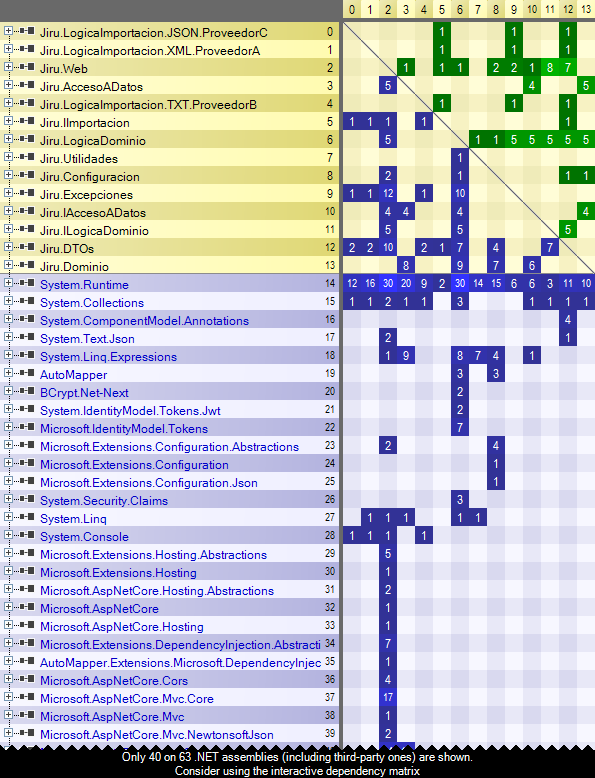 0 1 2 3 4 5 6 7 8 9 10 11 12 13
Jiru.LogicaImportacion.JSON.ProveedorC 0 1 1 1
Jiru.LogicaImportacion.XML.ProveedorA 1 1 1 1
Jiru.Web 2 1 1 1 2 2 1 8 7
Jiru.AccesoADatos 3 5 4 5
Jiru.LogicaImportacion.TXT.ProveedorB 4 1 1 1
Jiru.IImportacion 5 1 1 1 1 1
Jiru.LogicaDominio 6 5 1 1 5 5 5 5 5
Jiru.Utilidades 7 1
Jiru.Configuracion 8 2 1 1 1
Jiru.Excepciones 9 1 1 12 1 10
Jiru.IAccesoADatos 10 4 4 4 4
Jiru.ILogicaDominio 11 5 5 5
Jiru.DTOs 12 2 2 10 2 1 7 4 7
Jiru.Dominio 13 8 9 7 6
System.Runtime 14 12 16 30 20 9 2 30 14 15 6 6 3 11 10
System.Collections 15 1 1 2 1 1 3 1 1 1 1
System.ComponentModel.Annotations 16 4
System.Text.Json 17 2 1
System.Linq.Expressions 18 1 9 8 7 4 1
AutoMapper 19 3 3
BCrypt.Net-Next 20 2
System.IdentityModel.Tokens.Jwt 21 2
Microsoft.IdentityModel.Tokens 22 7
Microsoft.Extensions.Configuration.Abstractions 23 2 4
Microsoft.Extensions.Configuration 24 1
Microsoft.Extensions.Configuration.Json 25 1
System.Security.Claims 26 3
System.Linq 27 1 1 1 1 1
System.Console 28 1 1 1 1
Microsoft.Extensions.Hosting.Abstractions 29 5
Microsoft.Extensions.Hosting 30 1
Microsoft.AspNetCore.Hosting.Abstractions 31 2
Microsoft.AspNetCore 32 1
Microsoft.AspNetCore.Hosting 33 1
Microsoft.Extensions.DependencyInjection.Abstracti 34 7
AutoMapper.Extensions.Microsoft.DependencyInjec 35 1
Microsoft.AspNetCore.Cors 36 4
Microsoft.AspNetCore.Mvc.Core 37 17
Microsoft.AspNetCore.Mvc 38 1
Microsoft.AspNetCore.Mvc.NewtonsoftJson 39 2
Only 40 on 63 .NET assemblies (including third-party ones) are shown.
Consider using the interactive dependency matrix